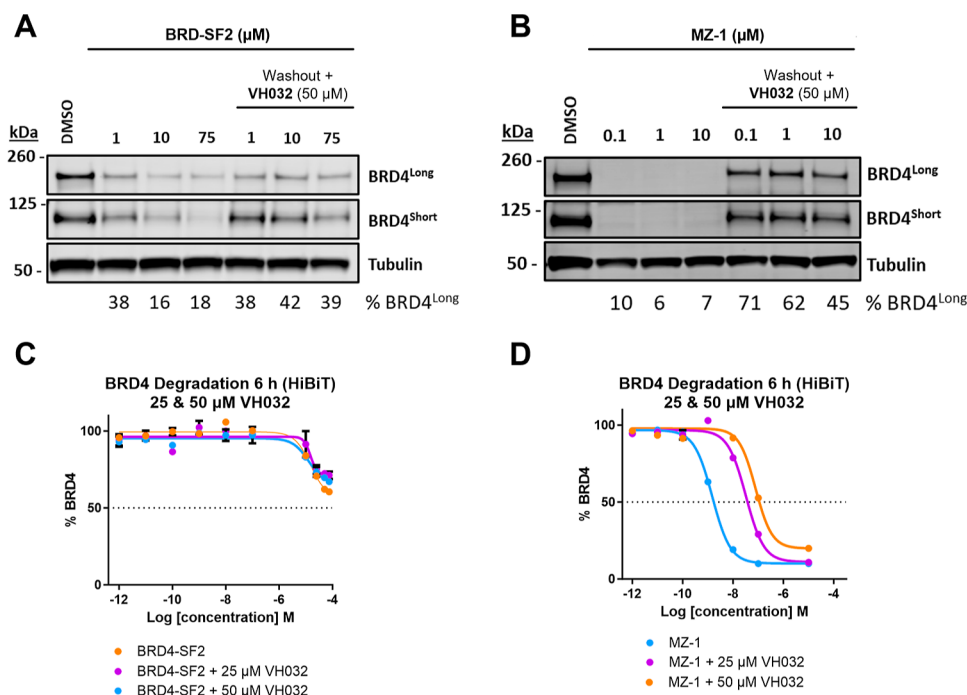 A
BRD-SF2 (µM)
Washout +
VH032 (50 µM)
kDa
DMSO
1 10 75 1 10 75
260 -
BRD4Long
125 -
BRD4Short
50 -
Tubulin
38 16 18 38 42 39 % BRD4Long
B
MZ-1 (µM)
Washout +
VH032 (50 µM)
kDa
DMSO
0.1 1 10 0.1 1 10
260 -
BRD4Long
125 -
BRD4Short
50 -
Tubulin
10 6 7 71 62 45 % BRD4Long
C
BRD4 Degradation 6 h (HiBiT)
25 & 50 µM VH032
% BRD4
100
50
0
-12 -10 -8 -6 -4
Log [concentration] M
BRD4-SF2
BRD4-SF2 + 25 µM VH032
BRD4-SF2 + 50 µM VH032
D
BRD4 Degradation 6 h (HiBiT)
25 & 50 µM VH032
% BRD4
100
50
0
-12 -10 -8 -6 -4
Log [concentration] M
MZ-1
MZ-1 + 25 µM VH032
MZ-1 + 50 µM VH032